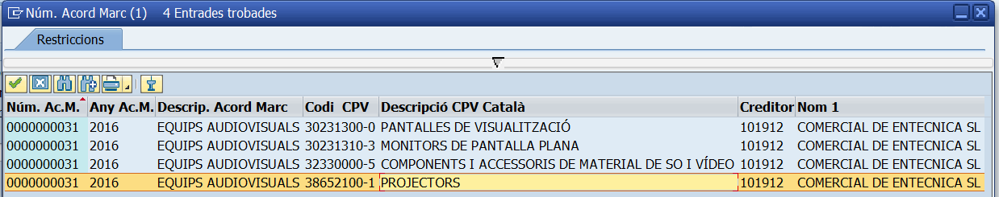 Núm. Acord Marc (1) 4 Entrades trobades
Restriccions
Núm. Ac.M. Any Ac.M. Descrip. Acord Marc Codi CPV Descripció CPV Català Creditor Nom 1
0000000031 2016 EQUIPS AUDIOVISUALS 30231300-0 PANTALLES DE VISUALITZACIÓ 101912 COMERCIAL DE ENTECNICA SL
0000000031 2016 EQUIPS AUDIOVISUALS 30231310-3 MONITORS DE PANTALLA PLANA 101912 COMERCIAL DE ENTECNICA SL
0000000031 2016 EQUIPS AUDIOVISUALS 32330000-5 COMPONENTS I ACCESSORIS DE MATERIAL DE SO I VÍDEO 101912 COMERCIAL DE ENTECNICA SL
0000000031 2016 EQUIPS AUDIOVISUALS 38652100-1 PROJECTORS 101912 COMERCIAL DE ENTECNICA SL